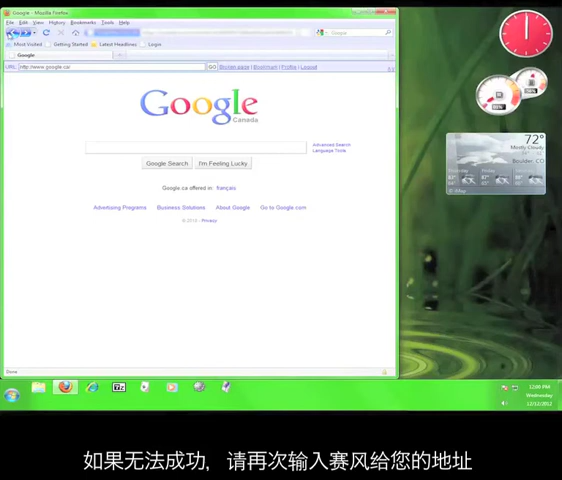 Google - Mozilla Firefox
File Edit View History Bookmarks Tools Help
Google
Most Visited Getting Started Latest Headlines Login
Google
URL: http://www.google.ca/ GO Broken page | Bookmark | Profile | Logout
Google
Canada
Advanced Search
Language Tools
Google Search I'm Feeling Lucky
Google.ca offered in: français
Advertising Programs Business Solutions About Google Go to Google.com
© 2010 - Privacy
Done
72°
Mostly Cloudy
Boulder, CO
12:00 PM
Wednesday
12/12/2012
如果无法成功，请再次输入赛风给您的地址